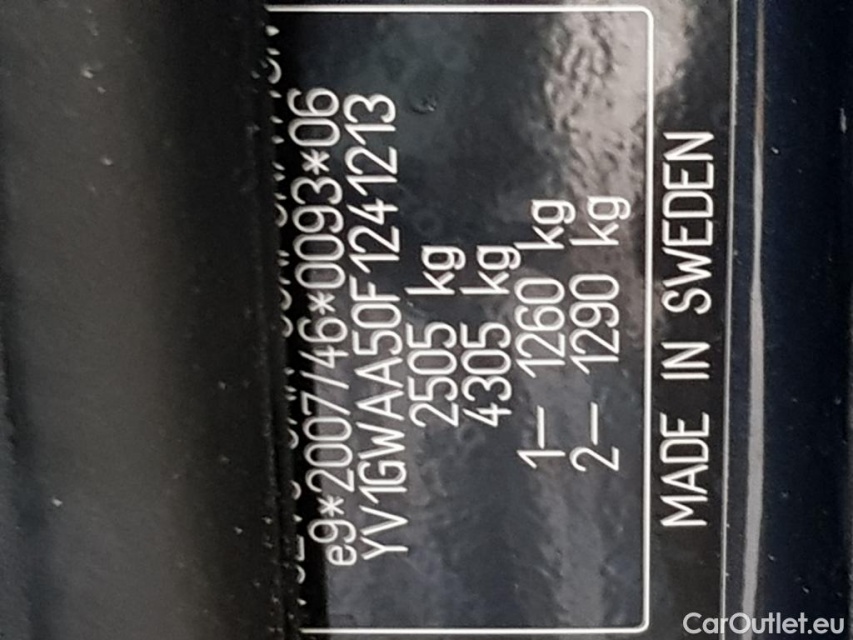 e9*2007/46*0093*06
YV1GWAA50F1241213
2505 kg
4305 kg
1– 1260 kg
2– 1290 kg
MADE IN SWEDEN
CarOutlet.eu